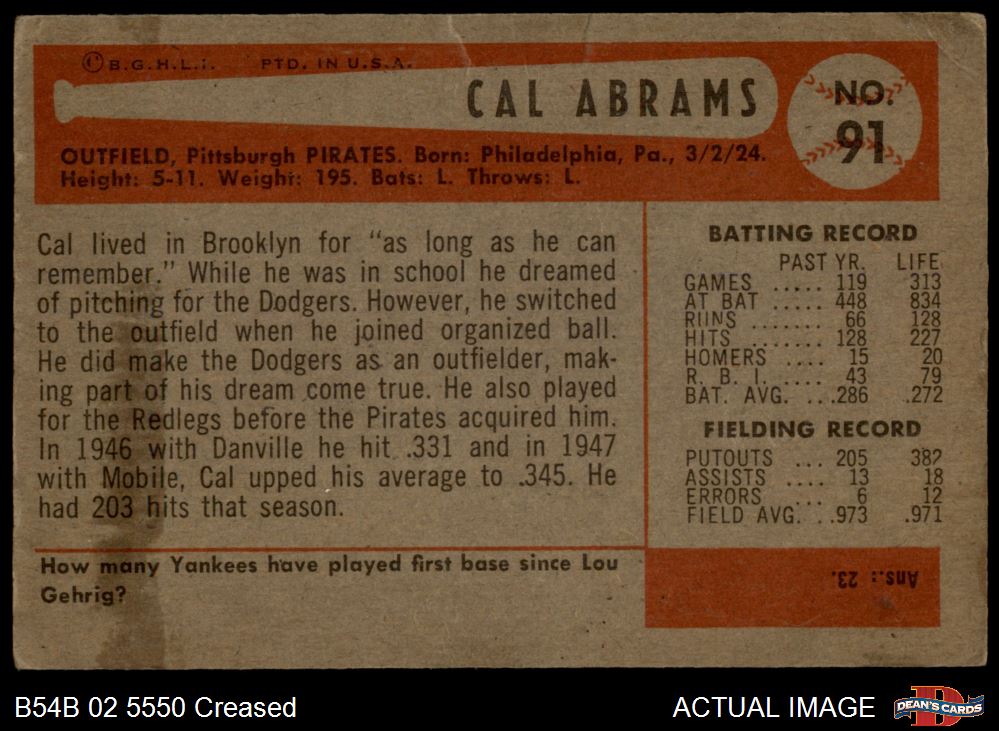 © B.G.H.L.I. PTD. IN U.S.A.
CAL ABRAMS
NO.
91
OUTFIELD, Pittsburgh PIRATES. Born: Philadelphia, Pa., 3/2/24.
Height: 5-11. Weight: 195. Bats: L. Throws: L.
Cal lived in Brooklyn for "as long as he can
remember." While he was in school he dreamed
of pitching for the Dodgers. However, he switched
to the outfield when he joined organized ball.
He did make the Dodgers as an outfielder, mak-
ing part of his dream come true. He also played
for the Redlegs before the Pirates acquired him.
In 1946 with Danville he hit .331 and in 1947
with Mobile, Cal upped his average to .345. He
had 203 hits that season.
BATTING RECORD
PAST YR. LIFE
GAMES ..... 119 313
AT BAT ..... 448 834
RUNS ....... 66 128
HITS ....... 128 227
HOMERS .... 15 20
R. B. I. ..... 43 79
BAT. AVG. ...286 .272
FIELDING RECORD
PUTOUTS ... 205 382
ASSISTS .... 13 18
ERRORS .... 6 12
FIELD AVG. ..973 .971
How many Yankees have played first base since Lou
Gehrig?
Ans.: 23.
B54B 02 5550 Creased
ACTUAL IMAGE
DEAN'S CARDS